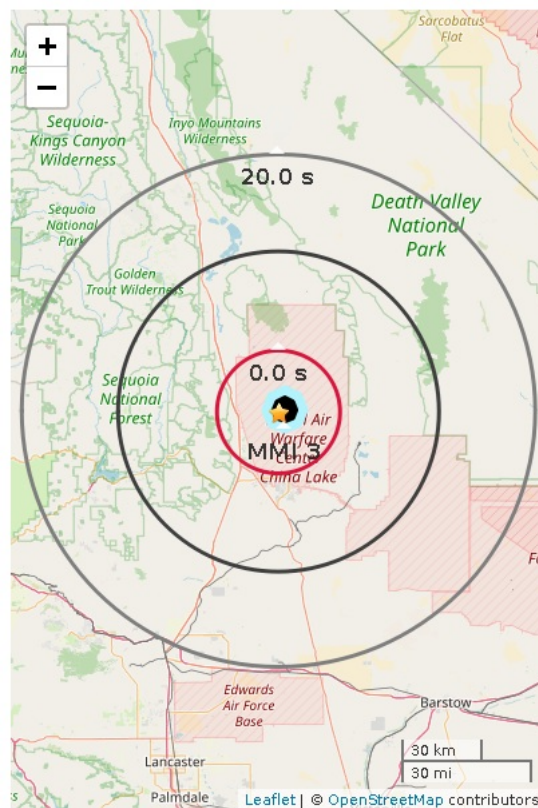 +
−
Sarcobatus
Flat
Sequoia-
Kings Canyon
Wilderness
Inyo Mountains
Wilderness
20.0 s
Death Valley
National
Park
Sequoia
National
Park
Golden
Trout Wilderness
0.0 s
Sequoia
National
Forest
Air
Warfare
Center
China Lake
MMI 3
Edwards
Air Force
Base
Barstow
Lancaster
Palmdale
30 km
30 mi
Leaflet | © OpenStreetMap contributors